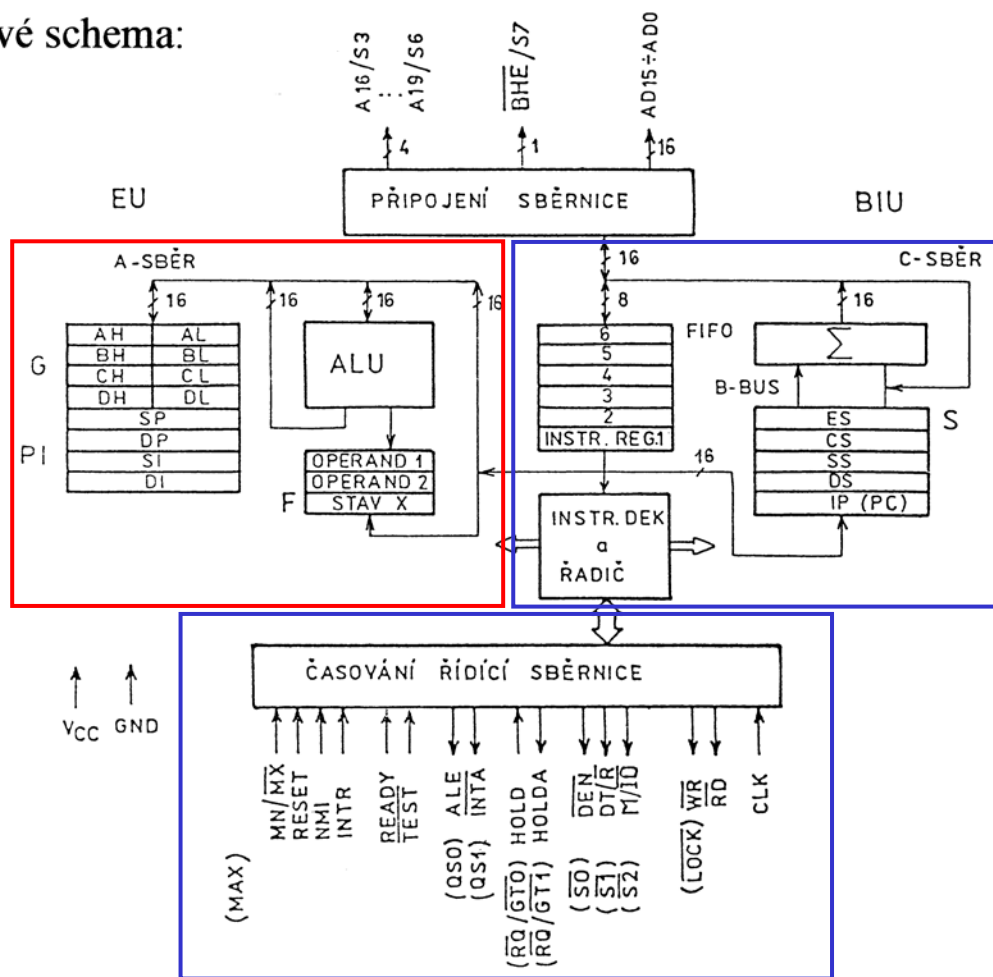 vé schema:
A16/S3
⋮
A19/S6
BHE/S7
AD15÷AD0
4
1
16
EU
PŘIPOJENÍ SBĚRNICE
BIU
A-SBĚR
16
C-SBĚR
16
16
16
16
8
16
AH AL
BH BL
CH CL
DH DL
SP
DP
SI
DI
G
PI
ALU
OPERAND 1
OPERAND 2
STAV X
F
6
5
4
3
2
INSTR. REG.1
FIFO
Σ
B-BUS
ES
CS
SS
DS
IP (PC)
S
16
INSTR. DEK
a
ŘADIČ
ČASOVÁNÍ ŘÍDÍCÍ SBĚRNICE
VCC GND
MN/MX
RESET
NMI
INTR
READY
TEST
ALE
INTA
HOLD
HOLDA
DEN
DT/R
M/IO
WR
RD
CLK
(MAX)
(QS0)
(QS1)
(RQ/GT0)
(RQ/GT1)
(S0)
(S1)
(S2)
(LOCK)